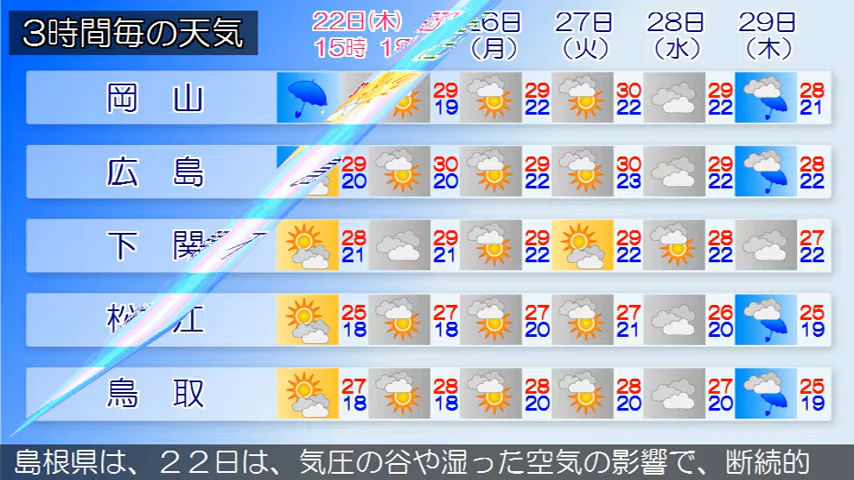 3時間毎の天気
22日(木) 6日 27日 28日 29日
15時 (月) (火) (水) (木)
岡 山 29 29 30 29 28
19 22 22 22 21
広 島 29 30 29 30 29 28
20 20 22 23 22 22
下 関 28 29 29 29 28 27
21 21 22 22 22 22
松 江 25 27 27 27 26 25
18 18 20 21 20 19
鳥 取 27 28 28 28 27 25
18 18 20 20 20 19
島根県は、22日は、気圧の谷や湿った空気の影響で、断続的